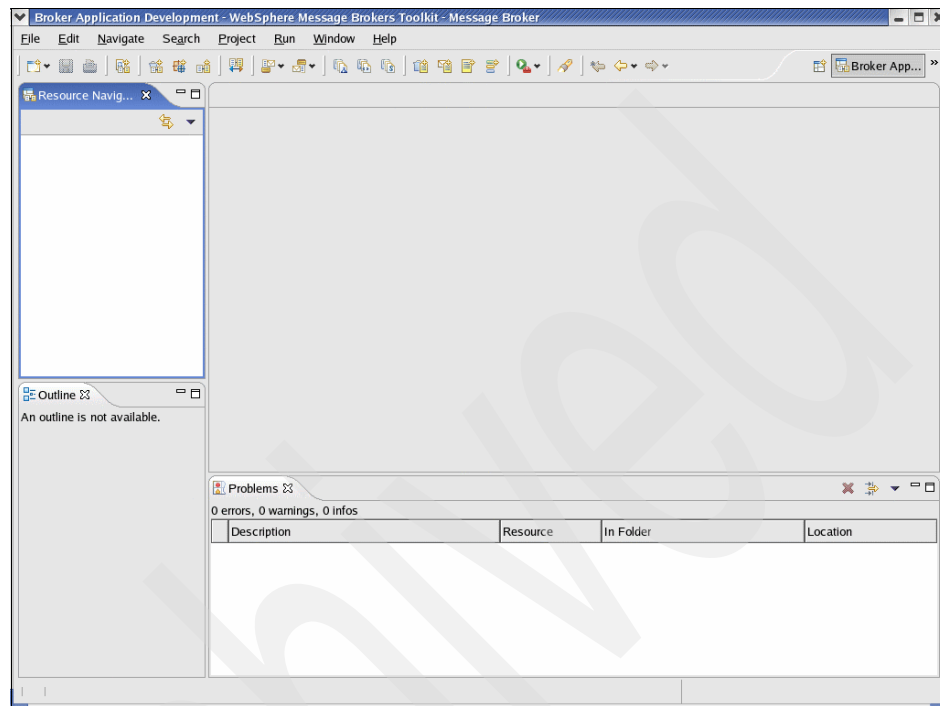 Broker Application Development - WebSphere Message Brokers Toolkit - Message Broker
File Edit Navigate Search Project Run Window Help
Broker App... »
Resource Navig...
Outline
An outline is not available.
Problems
0 errors, 0 warnings, 0 infos
Description Resource In Folder Location
hived